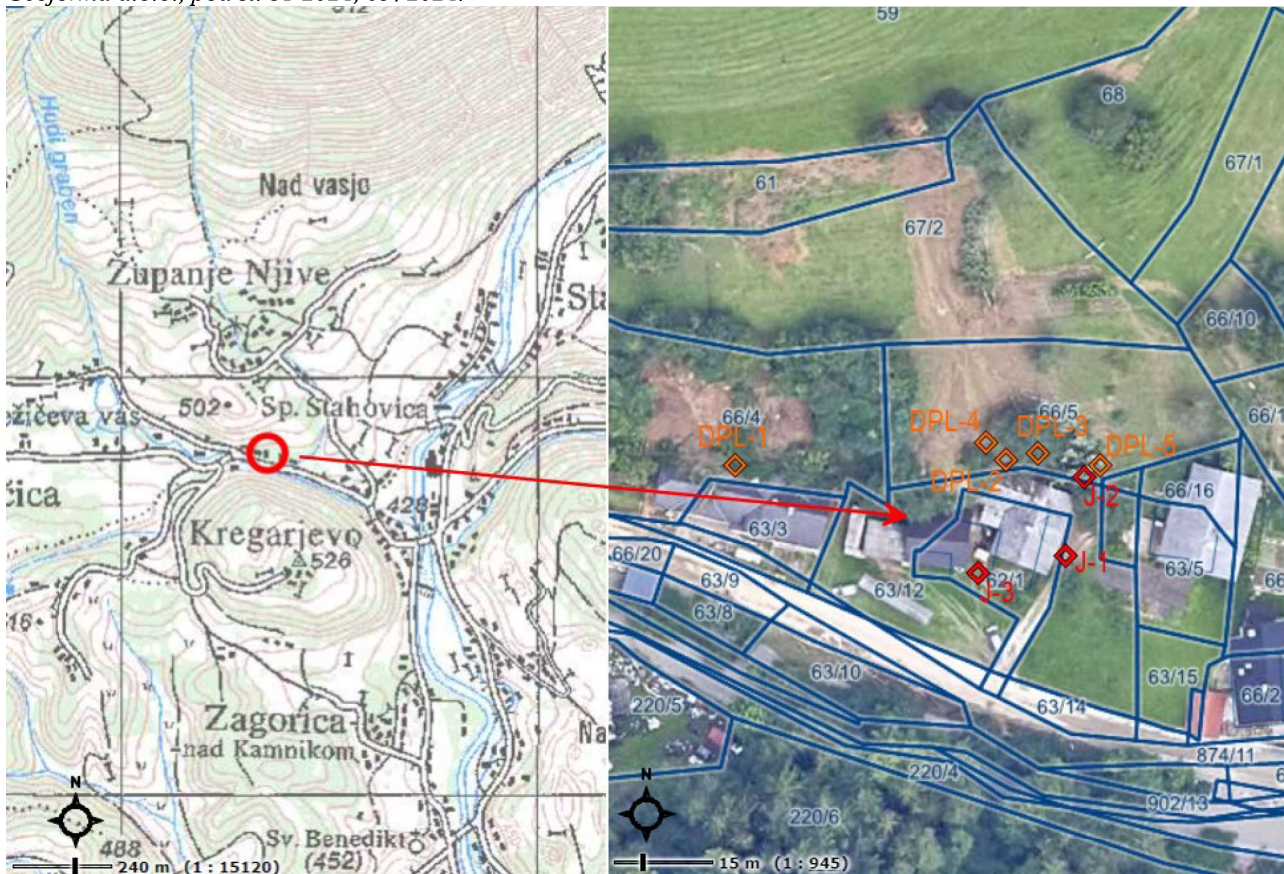 Hudi graben
Nad vasjo
Županje Njive
502
Sp. Stahovica
428
Kregarjevo
526
Zagorica
nad Kamnikom
Sv. Benedikt
(452)
488
N
240 m (1 : 15120)
59
68
67/1
61
67/2
66/10
66/4
66/5
DPL-1
DPL-4
DPL-3
DPL-5
DPL-2
J-2
66/16
63/3
J-1
63/5
66/20
63/9
63/12
J-3
62/1
63/8
63/10
63/15
66/2
63/14
220/5
874/11
220/4
902/13
220/6
N
15 m (1 : 945)